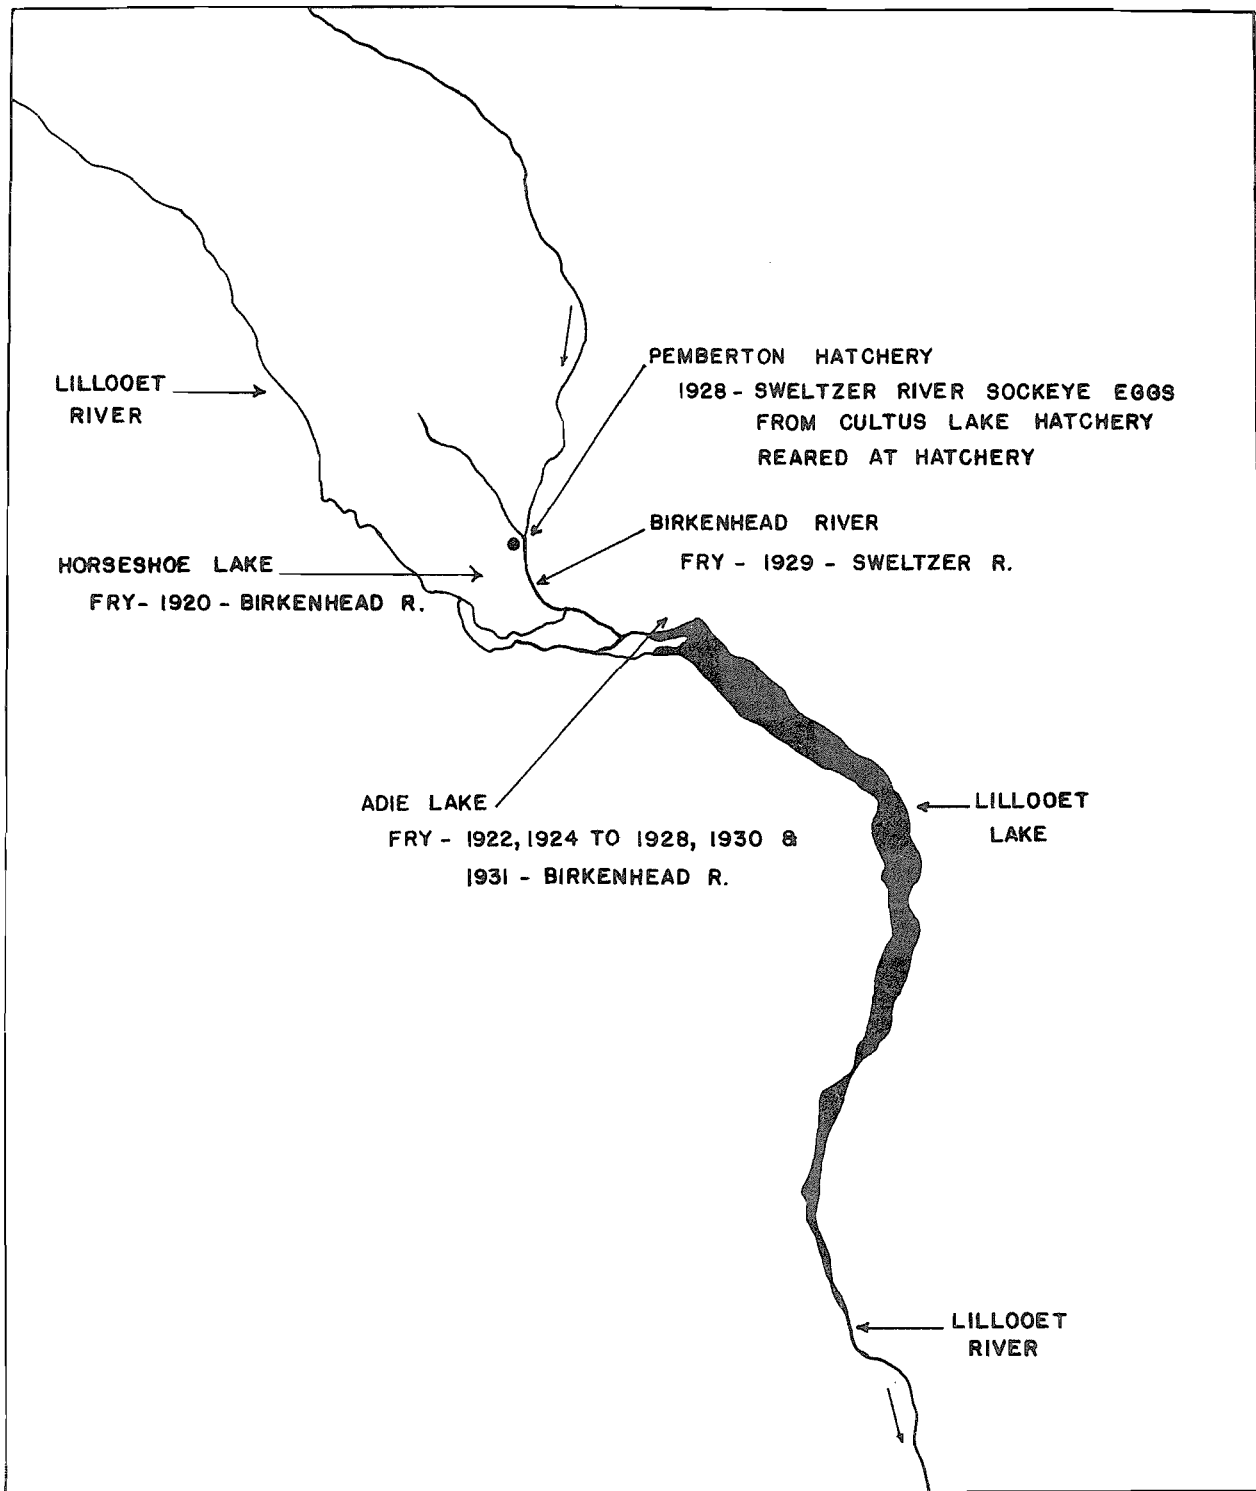 PEMBERTON HATCHERY
1928 - SWELTZER RIVER SOCKEYE EGGS
FROM CULTUS LAKE HATCHERY
REARED AT HATCHERY
LILLOOET
RIVER
BIRKENHEAD RIVER
FRY - 1929 - SWELTZER R.
HORSESHOE LAKE
FRY - 1920 - BIRKENHEAD R.
ADIE LAKE
FRY - 1922, 1924 TO 1928, 1930 &
1931 - BIRKENHEAD R.
LILLOOET
LAKE
LILLOOET
RIVER